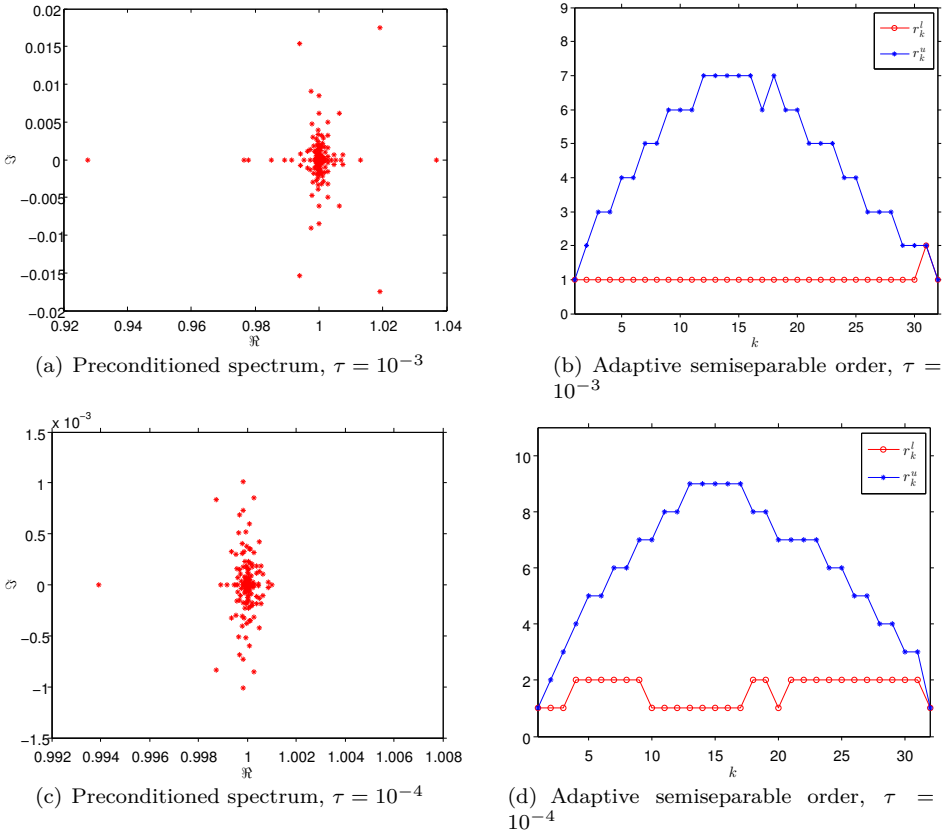 0.02
0.015
0.01
0.005
0
−0.005
−0.01
−0.015
−0.02
ℑ
0.92 0.94 0.96 0.98 1 1.02 1.04
ℜ
(a) Preconditioned spectrum, τ = 10⁻³
9
8
7
6
5
4
3
2
1
0
r_k^l
r_k^u
5 10 15 20 25 30
k
(b) Adaptive semiseparable order, τ =
10⁻³
x 10⁻³
1.5
1
0.5
0
−0.5
−1
−1.5
ℑ
0.992 0.994 0.996 0.998 1 1.002 1.004 1.006 1.008
ℜ
(c) Preconditioned spectrum, τ = 10⁻⁴
10
8
6
4
2
0
r_k^l
r_k^u
5 10 15 20 25 30
k
(d) Adaptive semiseparable order, τ =
10⁻⁴